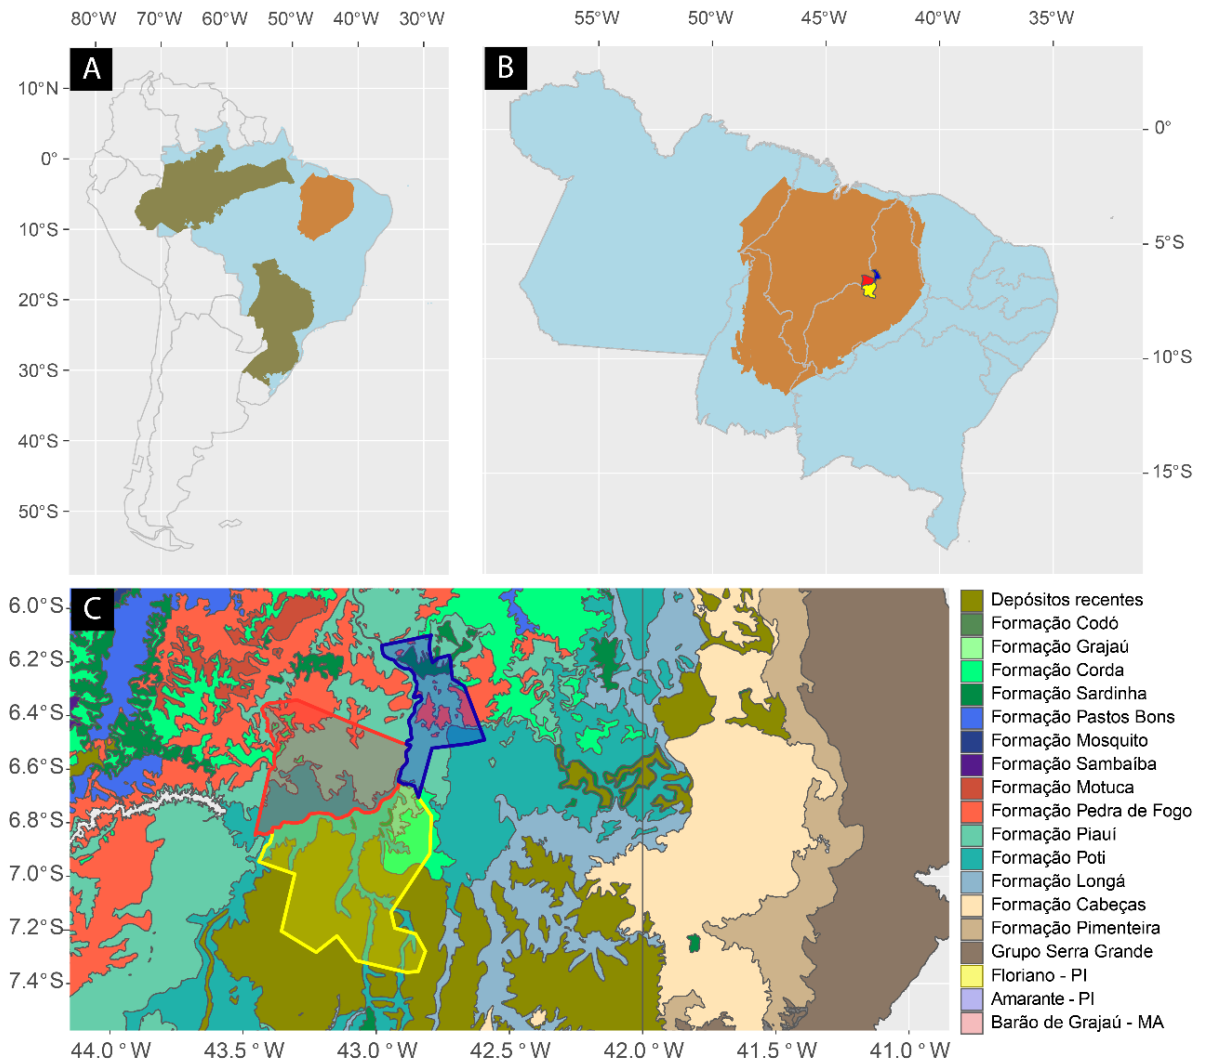 80°W 70°W 60°W 50°W 40°W 30°W
A
10°N
0°
10°S
20°S
30°S
40°S
50°S
55°W 50°W 45°W 40°W 35°W
B
0°
5°S
10°S
15°S
C
6.0°S
6.2°S
6.4°S
6.6°S
6.8°S
7.0°S
7.2°S
7.4°S
44.0 °W 43.5 °W 43.0 °W 42.5 °W 42.0 °W 41.5 °W 41.0 °W
Depósitos recentes
Formação Codó
Formação Grajaú
Formação Corda
Formação Sardinha
Formação Pastos Bons
Formação Mosquito
Formação Sambaíba
Formação Motuca
Formação Pedra de Fogo
Formação Piauí
Formação Poti
Formação Longá
Formação Cabeças
Formação Pimenteira
Grupo Serra Grande
Floriano - PI
Amarante - PI
Barão de Grajaú - MA